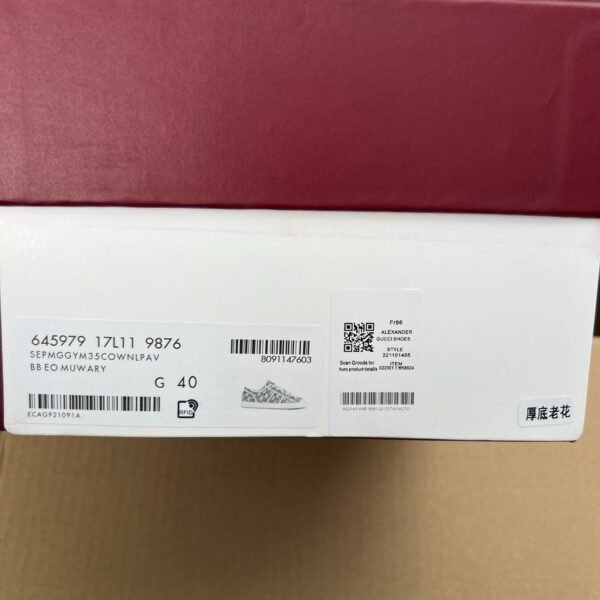 645979 17L11 9876
SEPMGGYM35COWNLPAV
BB EO MUWARY
G 40
8091147603
ECAG921091A
RFID
Fr86
ALEXANDER
GUCCI SHOES
STYLE
221101485
Scan Qrcode for
ITEM
more product details
厚底老花